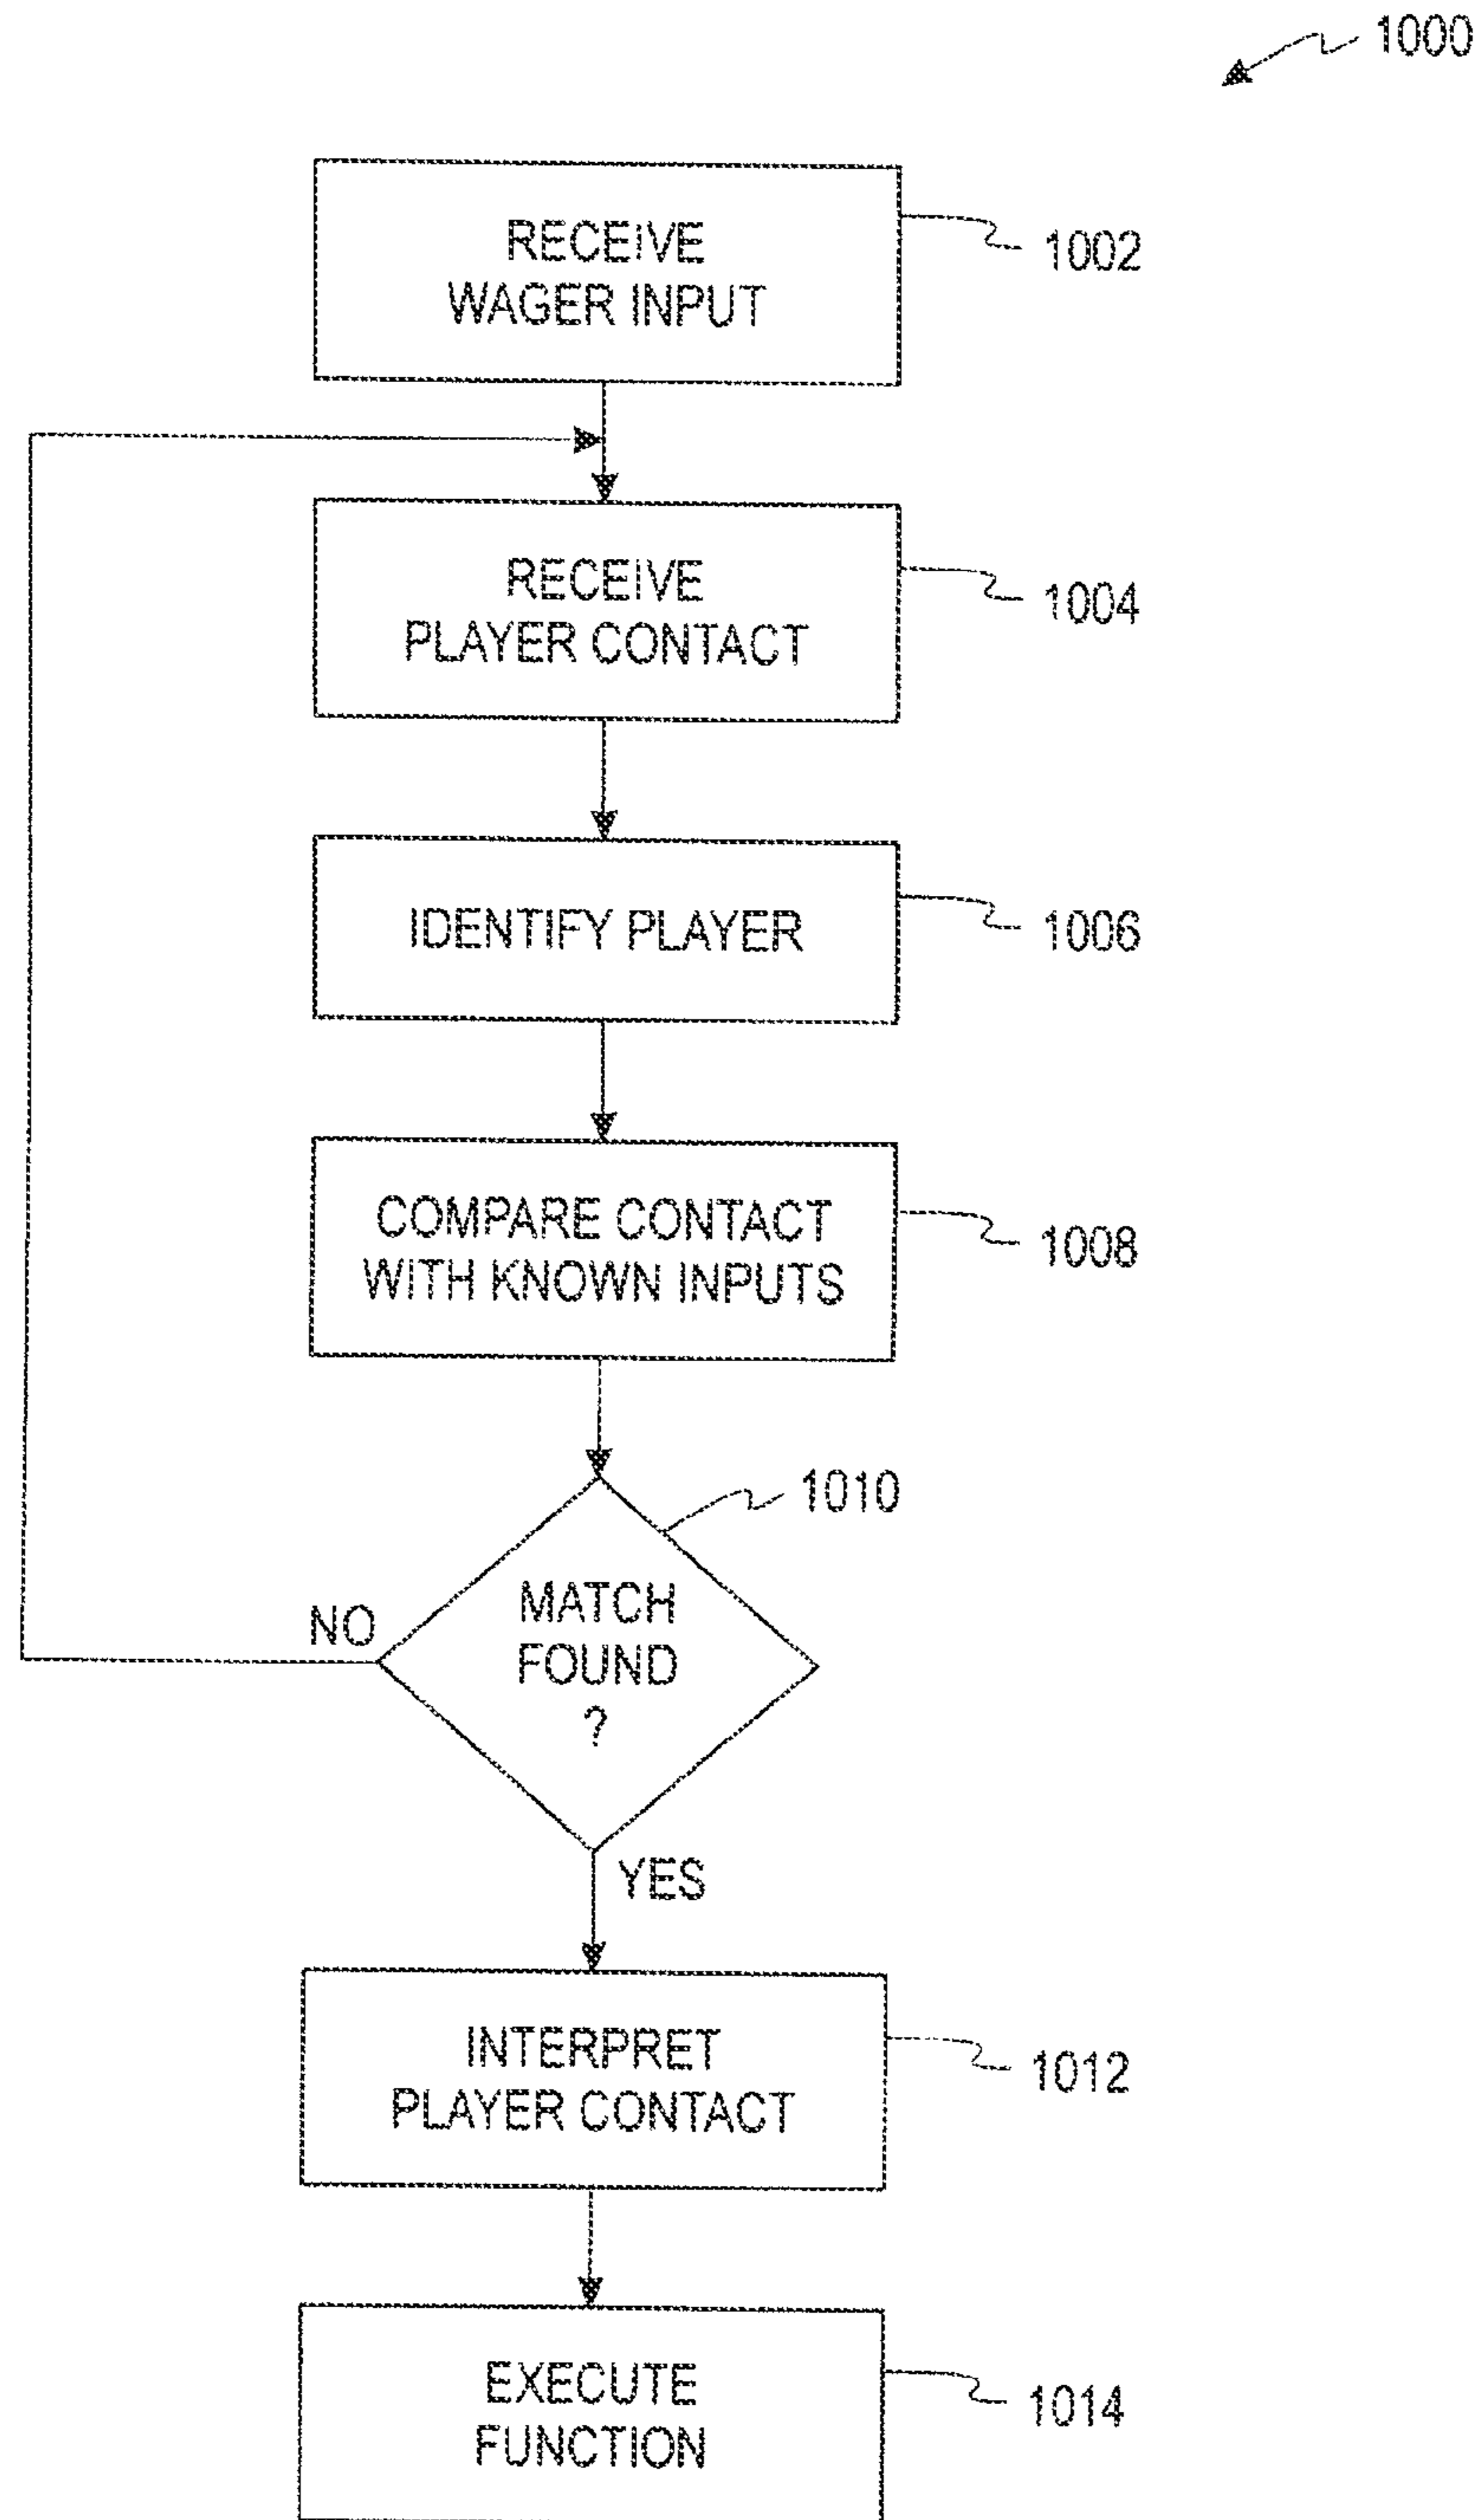 1000
RECEIVE
WAGER INPUT
1002
RECEIVE
PLAYER CONTACT
1004
IDENTIFY PLAYER
1006
COMPARE CONTACT
WITH KNOWN INPUTS
1008
1010
MATCH
FOUND
?
NO
YES
INTERPRET
PLAYER CONTACT
1012
EXECUTE
FUNCTION
1014